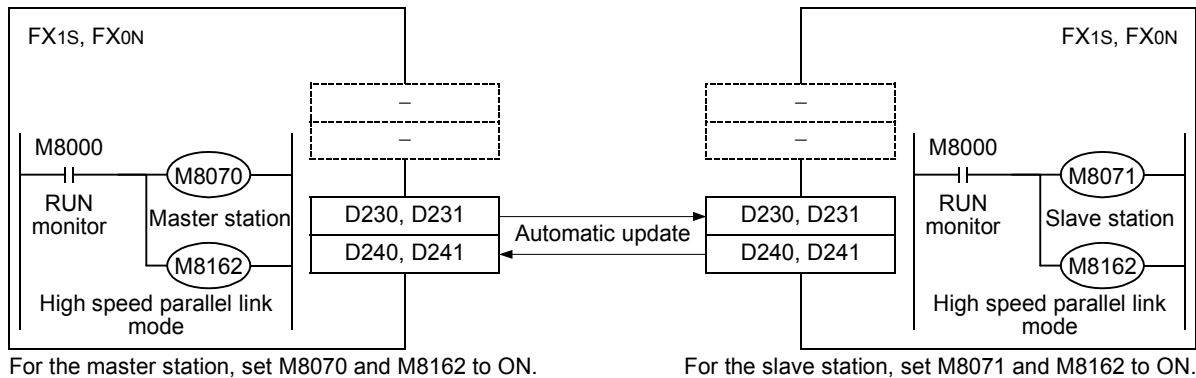 FX1S, FX0N
FX1S, FX0N
–
–
–
–
M8000
M8070
RUN
monitor
Master station
M8162
High speed parallel link
mode
D230, D231
D240, D241
Automatic update
D230, D231
D240, D241
M8000
M8071
RUN
monitor
Slave station
M8162
High speed parallel link
mode
For the master station, set M8070 and M8162 to ON.
For the slave station, set M8071 and M8162 to ON.